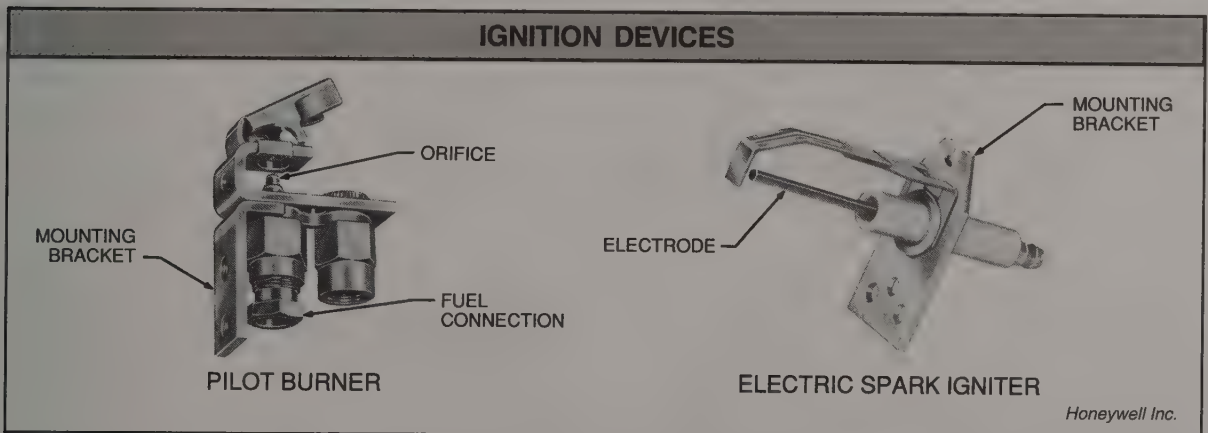 IGNITION DEVICES
ORIFICE
MOUNTING
BRACKET
FUEL
CONNECTION
PILOT BURNER
MOUNTING
BRACKET
ELECTRODE
ELECTRIC SPARK IGNITER
Honeywell Inc.